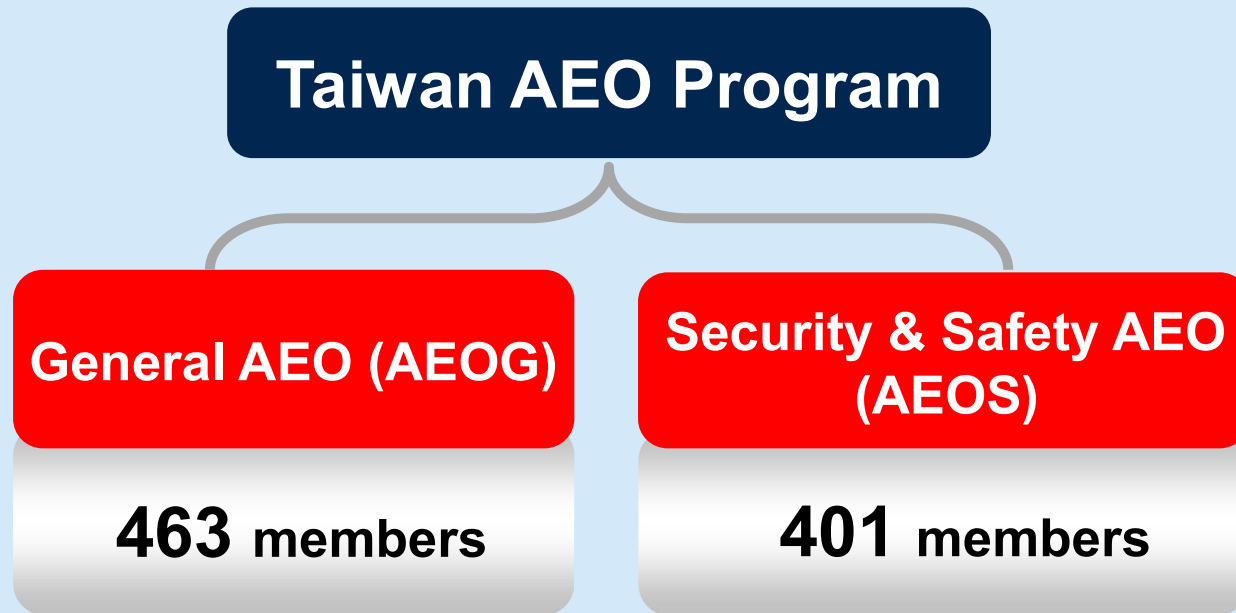 Taiwan AEO Program
General AEO (AEOG)
Security & Safety AEO
(AEOS)
463 members
401 members